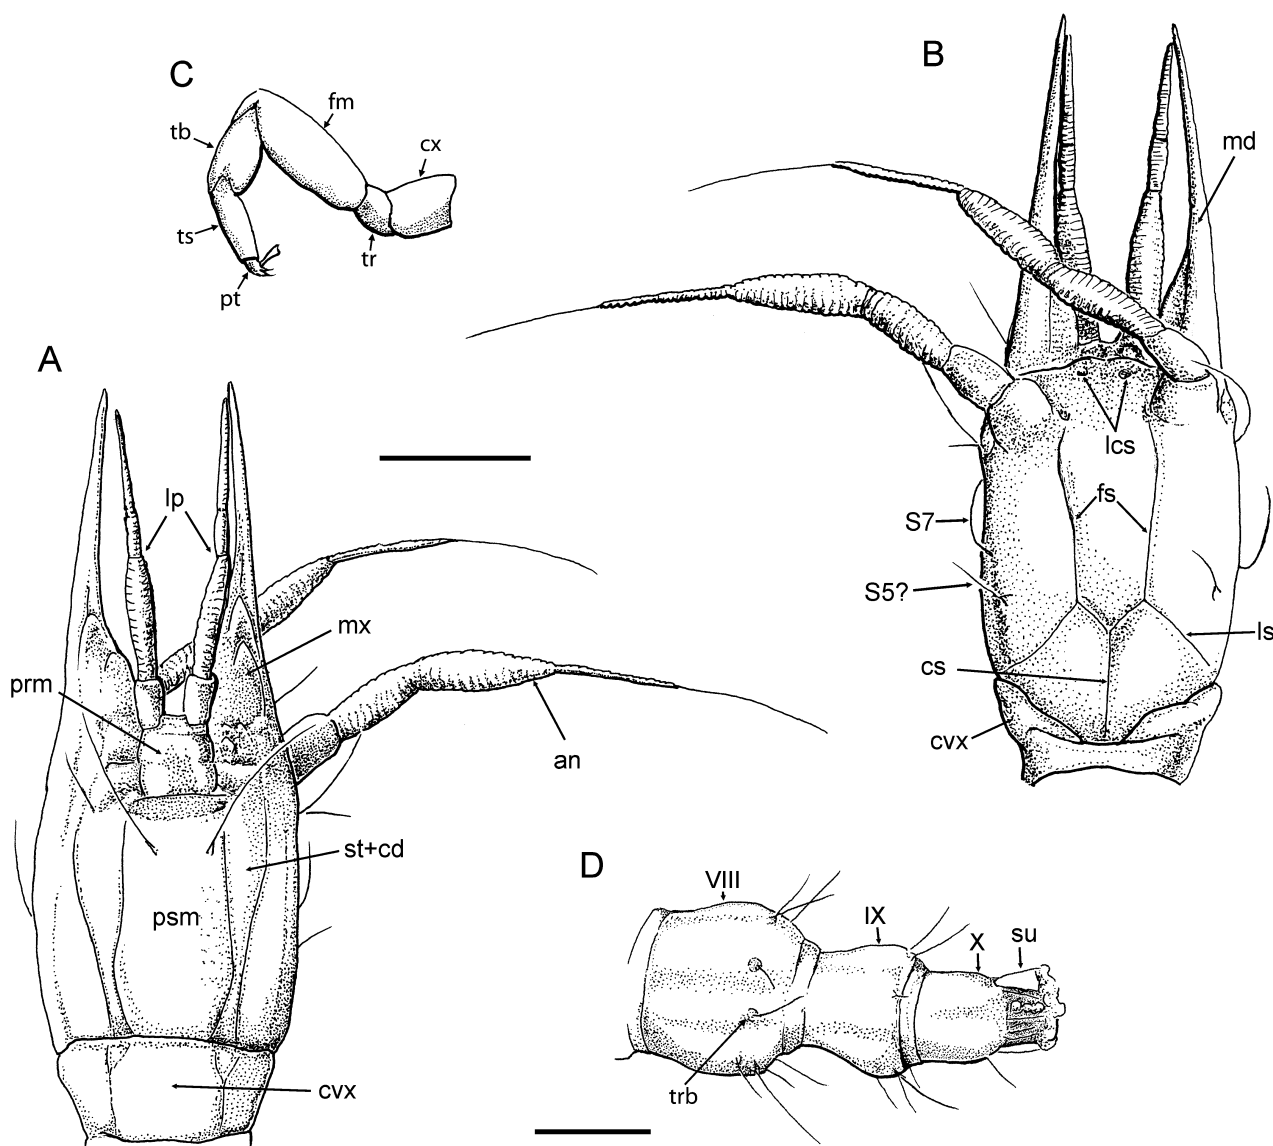 C
fm
tb
cx
ts
tr
pt
B
md
lcs
fs
S7
S5?
ls
cs
cvx
A
lp
mx
prm
an
st+cd
psm
cvx
D
VIII
IX
X
su
trb